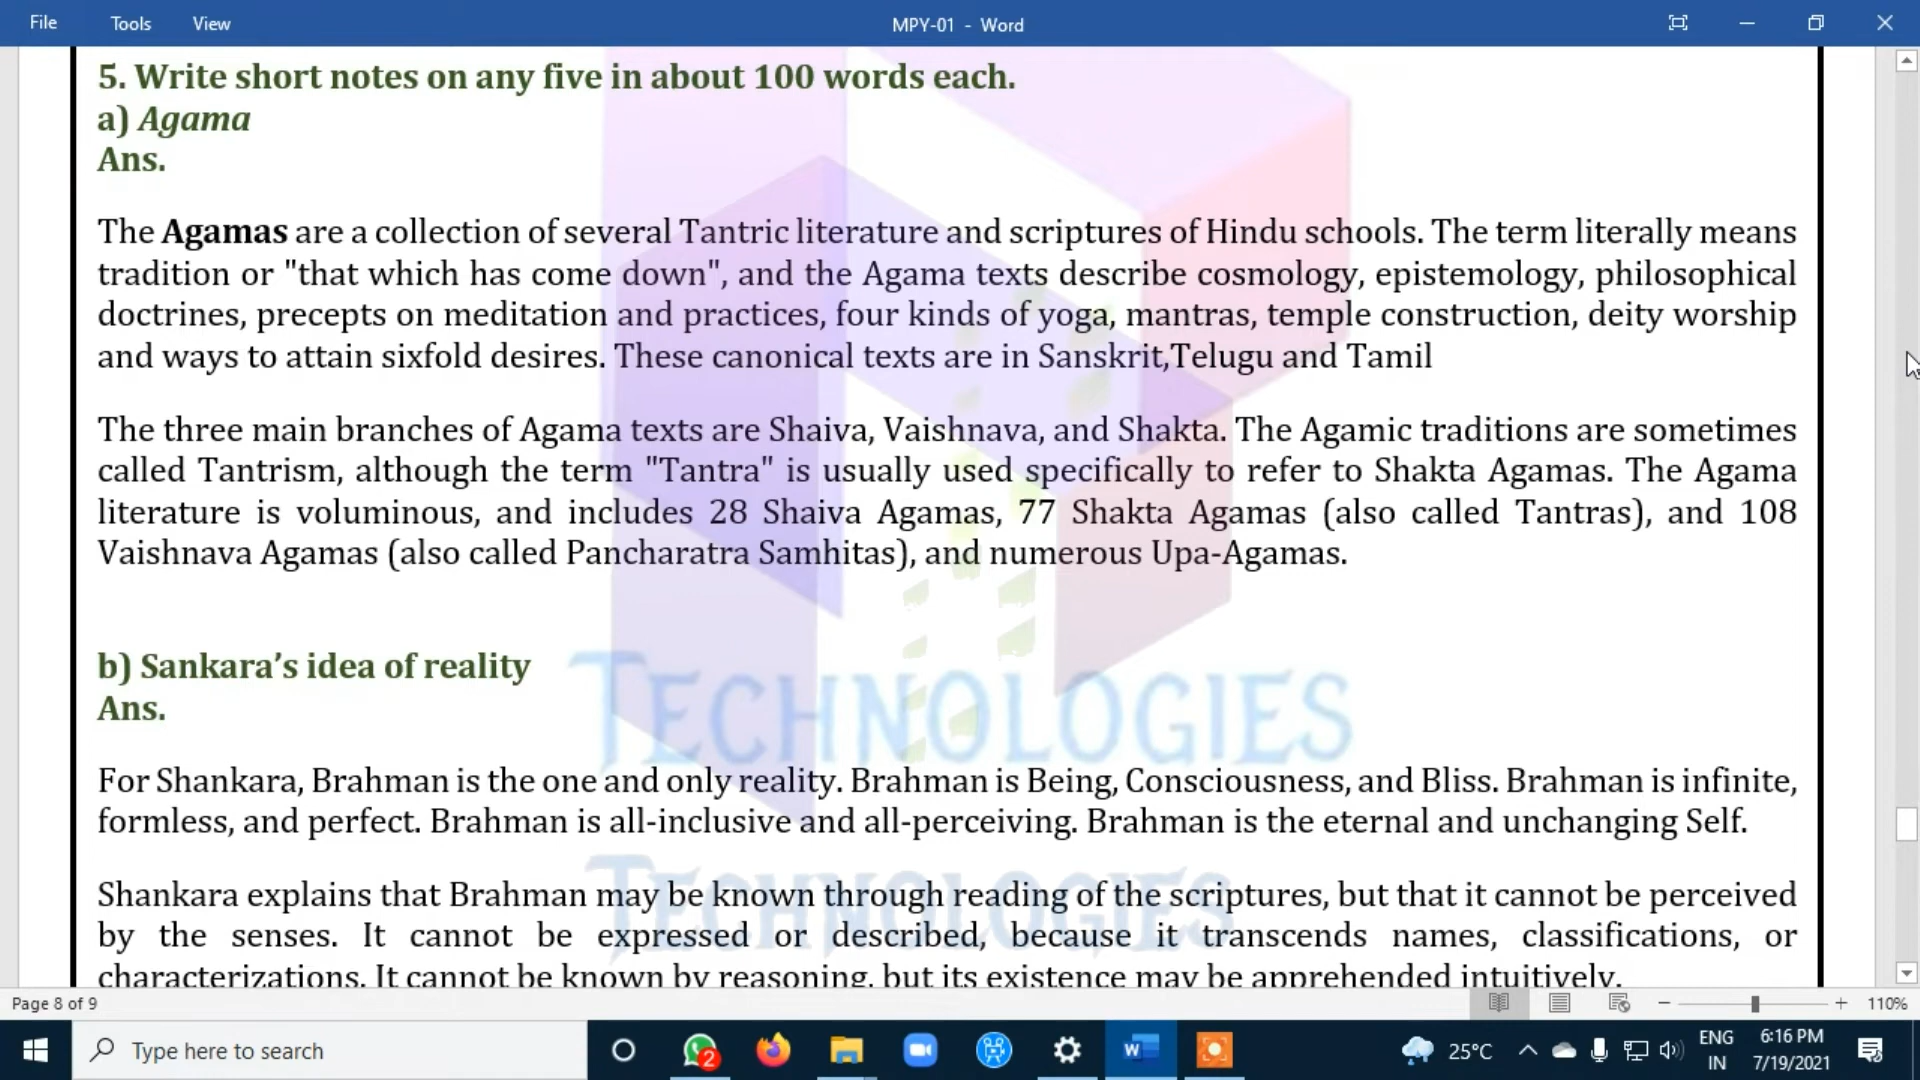 File Tools View MPY-01 - Word
5. Write short notes on any five in about 100 words each.
a) Agama
Ans.
The Agamas are a collection of several Tantric literature and scriptures of Hindu schools. The term literally means
tradition or "that which has come down", and the Agama texts describe cosmology, epistemology, philosophical
doctrines, precepts on meditation and practices, four kinds of yoga, mantras, temple construction, deity worship
and ways to attain sixfold desires. These canonical texts are in Sanskrit,Telugu and Tamil
The three main branches of Agama texts are Shaiva, Vaishnava, and Shakta. The Agamic traditions are sometimes
called Tantrism, although the term "Tantra" is usually used specifically to refer to Shakta Agamas. The Agama
literature is voluminous, and includes 28 Shaiva Agamas, 77 Shakta Agamas (also called Tantras), and 108
Vaishnava Agamas (also called Pancharatra Samhitas), and numerous Upa-Agamas.
b) Sankara's idea of reality
TECHNOLOGIES
Ans.
For Shankara, Brahman is the one and only reality. Brahman is Being, Consciousness, and Bliss. Brahman is infinite,
formless, and perfect. Brahman is all-inclusive and all-perceiving. Brahman is the eternal and unchanging Self.
TECHNOLOGIES
Shankara explains that Brahman may be known through reading of the scriptures, but that it cannot be perceived
by the senses. It cannot be expressed or described, because it transcends names, classifications, or
characterizations. It cannot be known by reasoning, but its existence may be apprehended intuitively.
Page 8 of 9
110%
Type here to search
2
25°C
ENG
IN
6:16 PM
7/19/2021